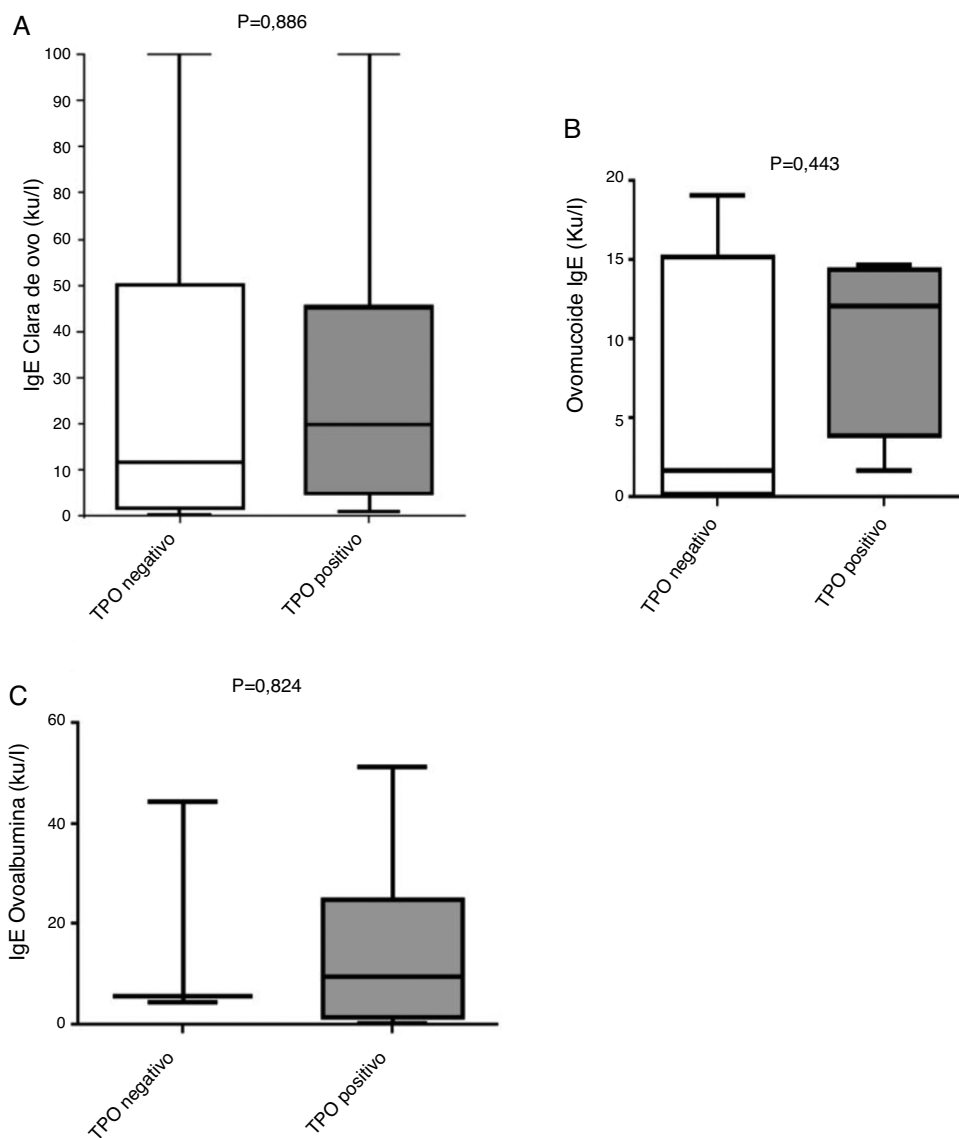 A
P=0,886
IgE Clara de ovo (ku/l)
100
90
80
80
60
50
40
30
20
10
0
TPO negativo
TPO positivo
B
P=0,443
Ovomucoide IgE (Ku/l)
20
15
10
5
0
TPO negativo
TPO positivo
C
P=0,824
IgE Ovoalbumina (ku/l)
60
40
20
0
TPO negativo
TPO positivo